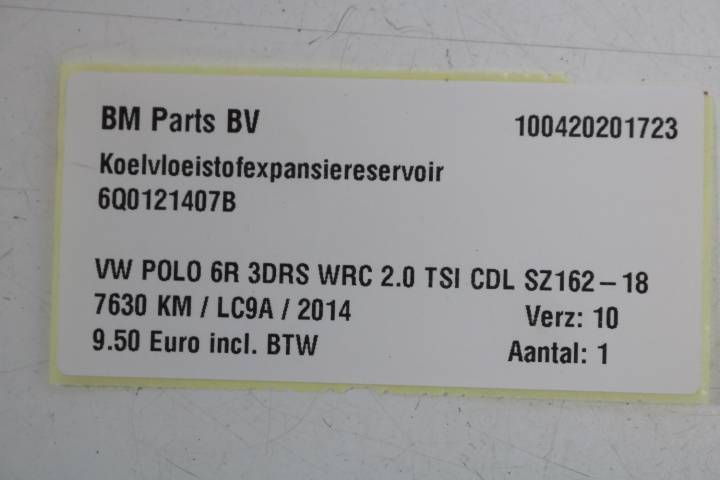 BM Parts BV 100420201723
Koelvloeistofexpansiereservoir
6Q0121407B
VW POLO 6R 3DRS WRC 2.0 TSI CDL SZ162-18
7630 KM / LC9A / 2014 Verz: 10
9.50 Euro incl. BTW Aantal: 1